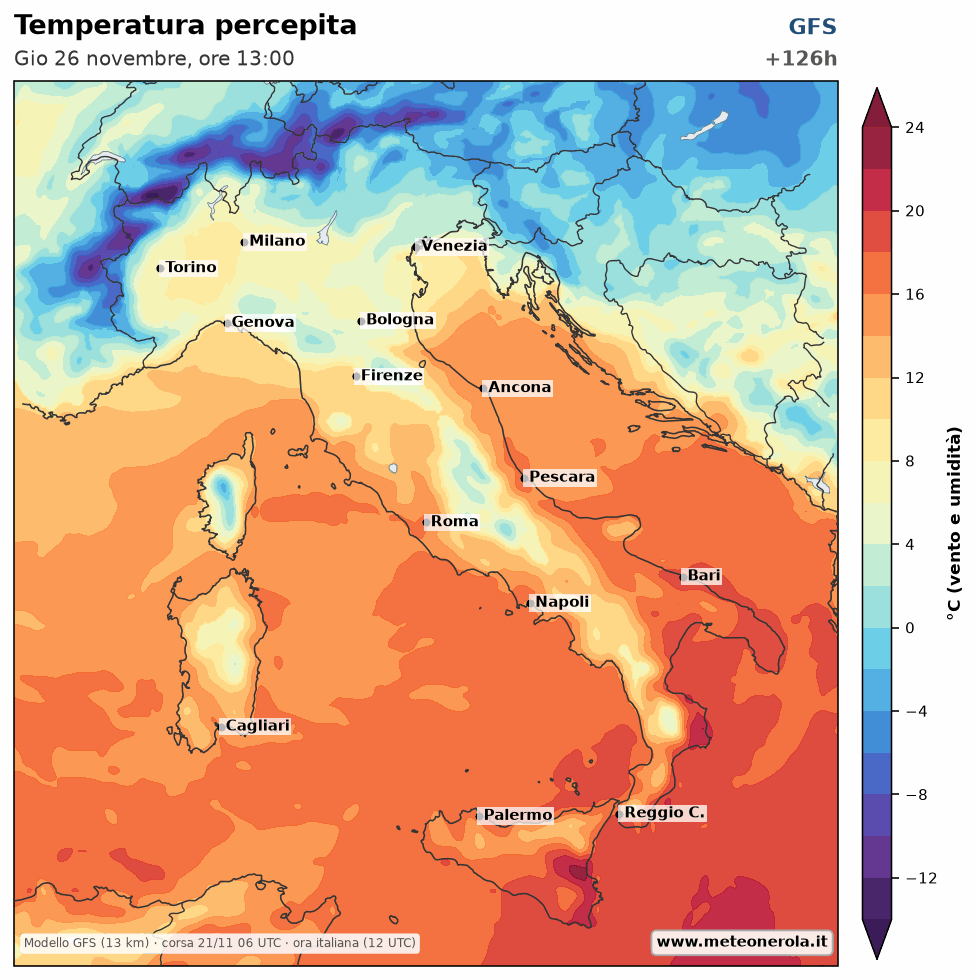 Temperatura percepita
GFS
Gio 26 novembre, ore 13:00
+126h
Milano
Venezia
Torino
Genova
Bologna
Firenze
Ancona
Pescara
Roma
Bari
Napoli
Cagliari
Palermo
Reggio C.
24
20
16
12
8
4
0
−4
−8
−12
°C (vento e umidità)
Modello GFS (13 km) · corsa 21/11 06 UTC · ora italiana (12 UTC)
www.meteonerola.it